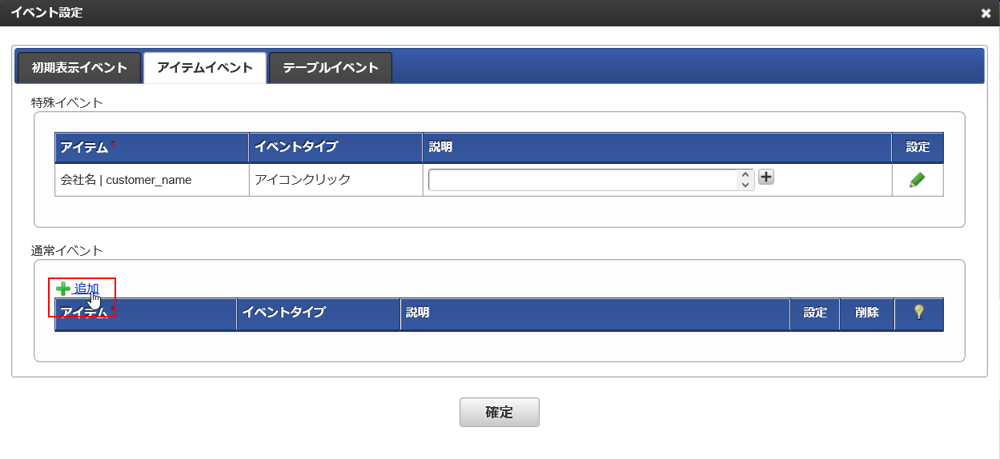 イベント設定
初期表示イベント アイテムイベント テーブルイベント
特殊イベント
アイテム* イベントタイプ 説明 設定
会社名 | customer_name アイコンクリック
通常イベント
追加
アイテム* イベントタイプ 説明 設定 削除
確定